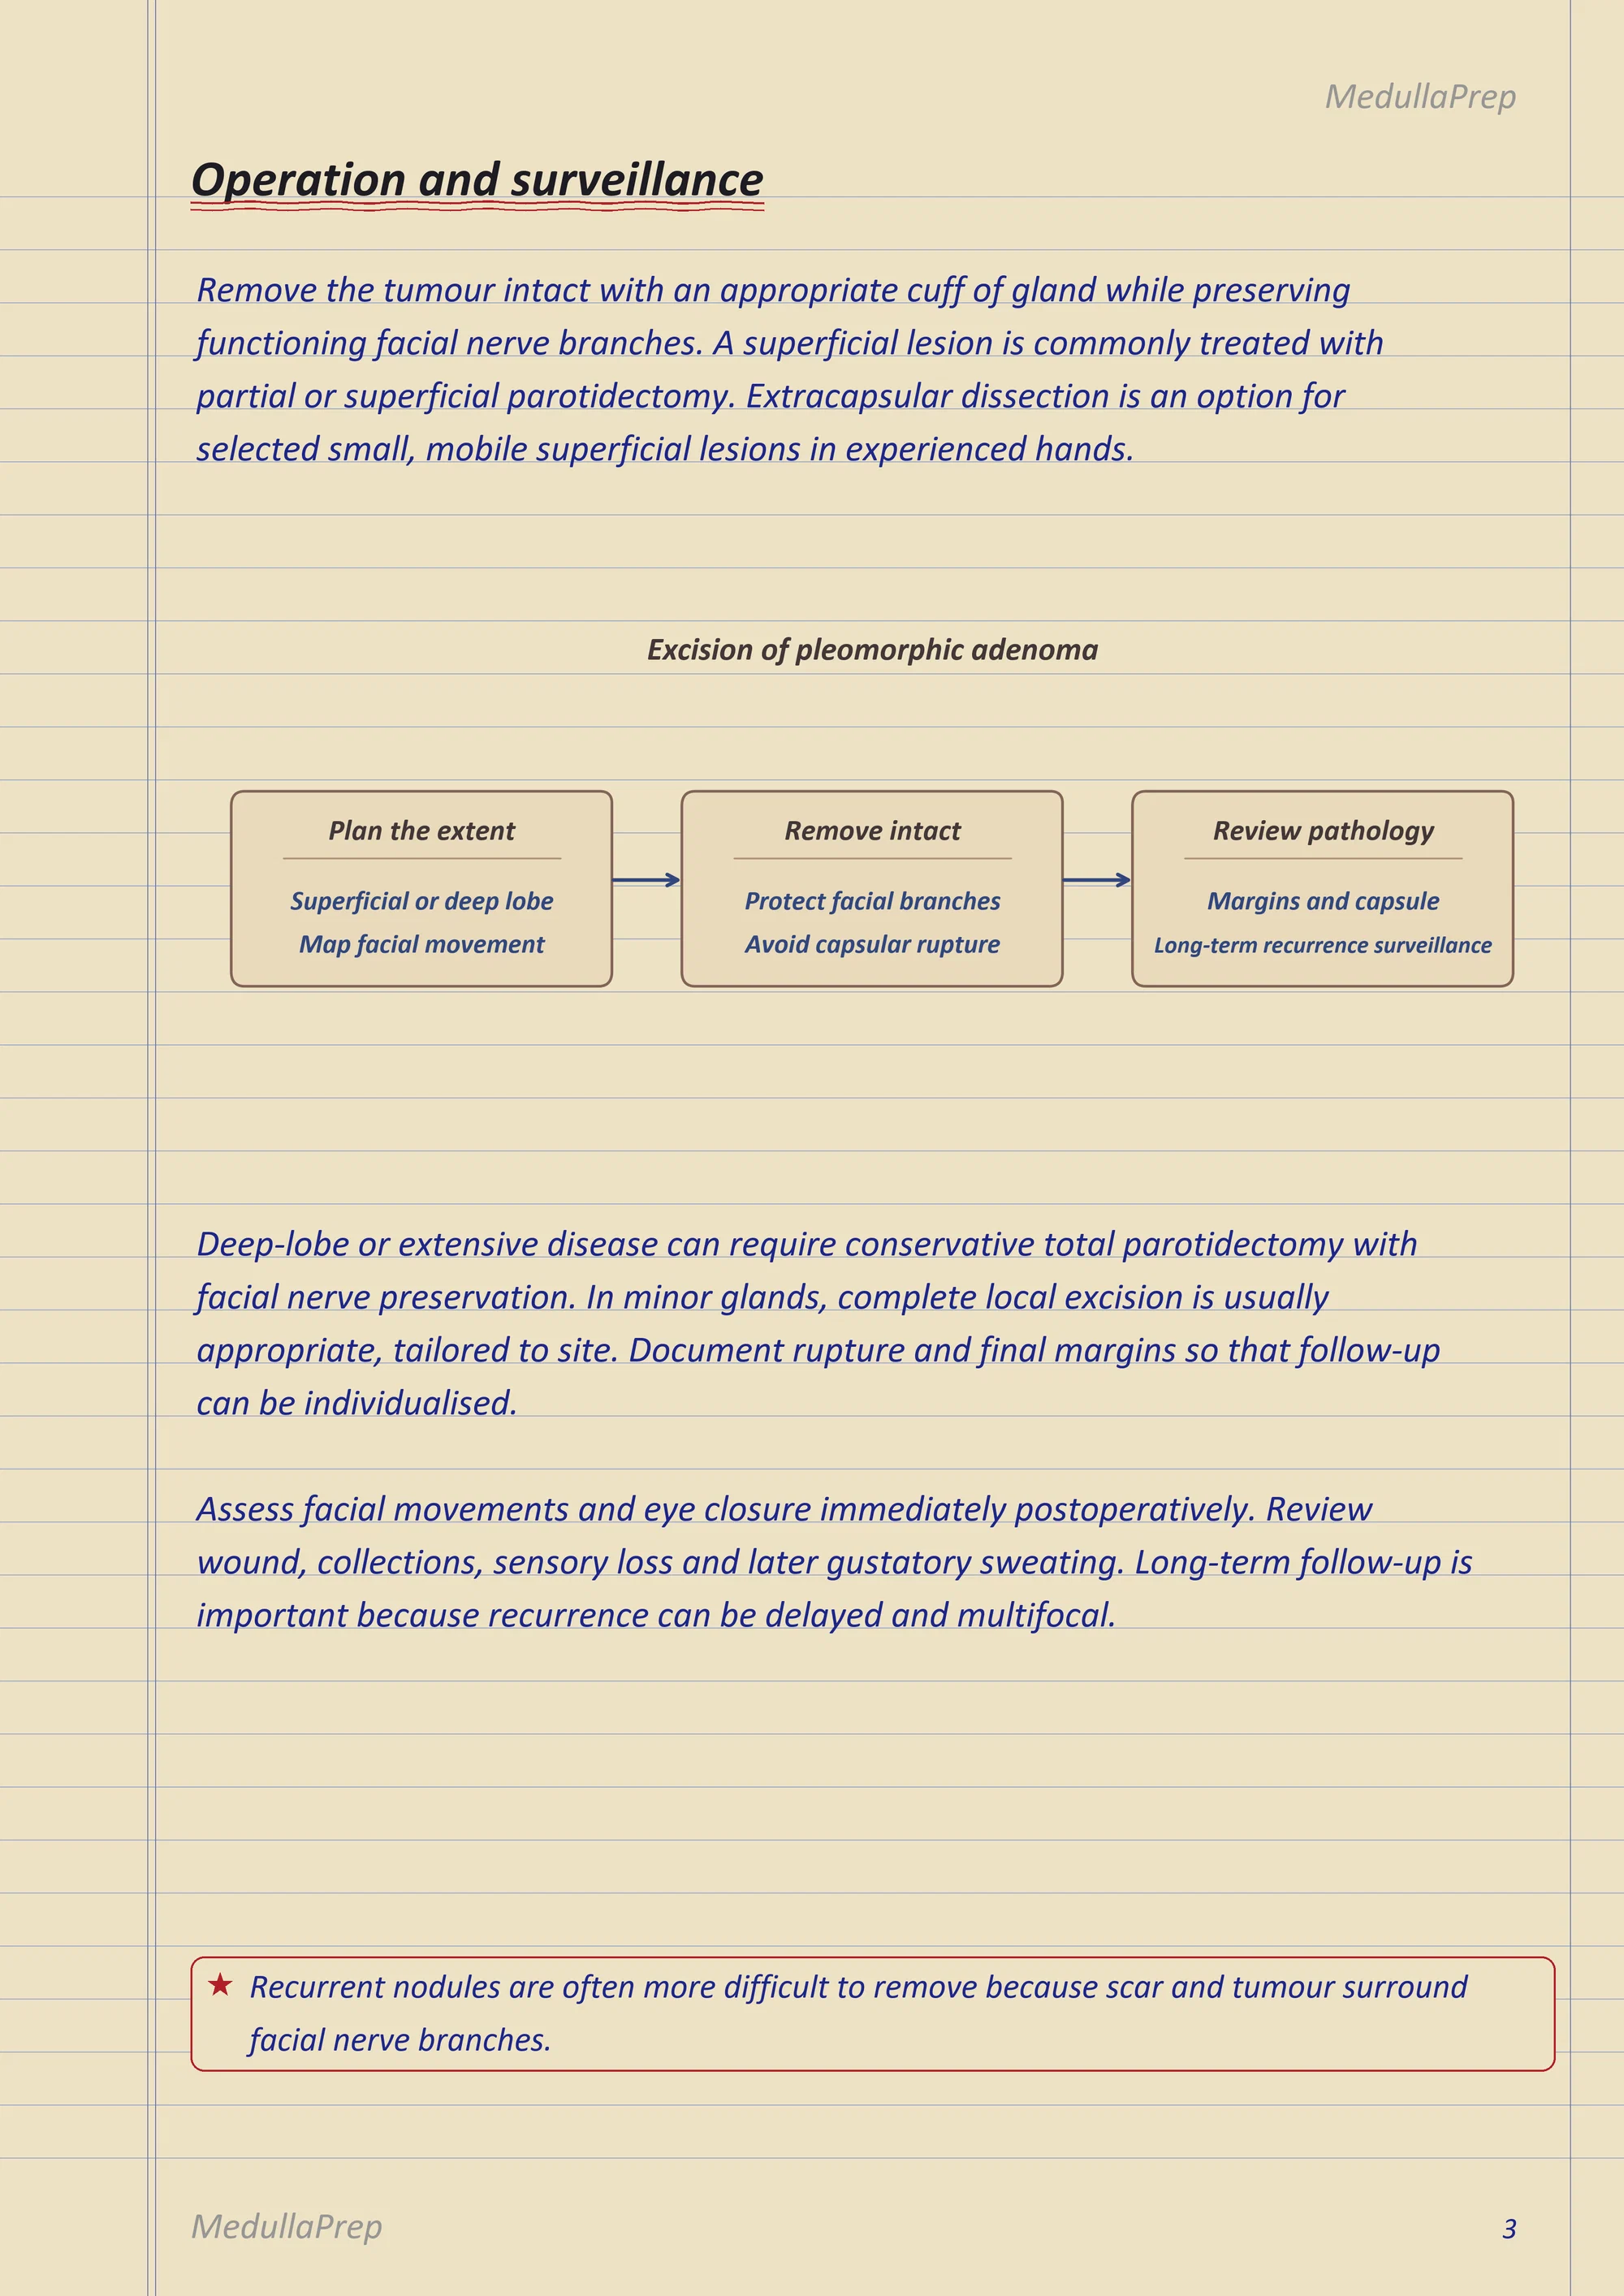 MedullaPrep
Operation and surveillance
Remove the tumour intact with an appropriate cuff of gland while preserving
functioning facial nerve branches. A superficial lesion is commonly treated with
partial or superficial parotidectomy. Extracapsular dissection is an option for
selected small, mobile superficial lesions in experienced hands.
Excision of pleomorphic adenoma
Plan the extent
Superficial or deep lobe
Map facial movement
Remove intact
Protect facial branches
Avoid capsular rupture
Review pathology
Margins and capsule
Long-term recurrence surveillance
Deep-lobe or extensive disease can require conservative total parotidectomy with
facial nerve preservation. In minor glands, complete local excision is usually
appropriate, tailored to site. Document rupture and final margins so that follow-up
can be individualised.
Assess facial movements and eye closure immediately postoperatively. Review
wound, collections, sensory loss and later gustatory sweating. Long-term follow-up is
important because recurrence can be delayed and multifocal.
★ Recurrent nodules are often more difficult to remove because scar and tumour surround
facial nerve branches.
MedullaPrep
3